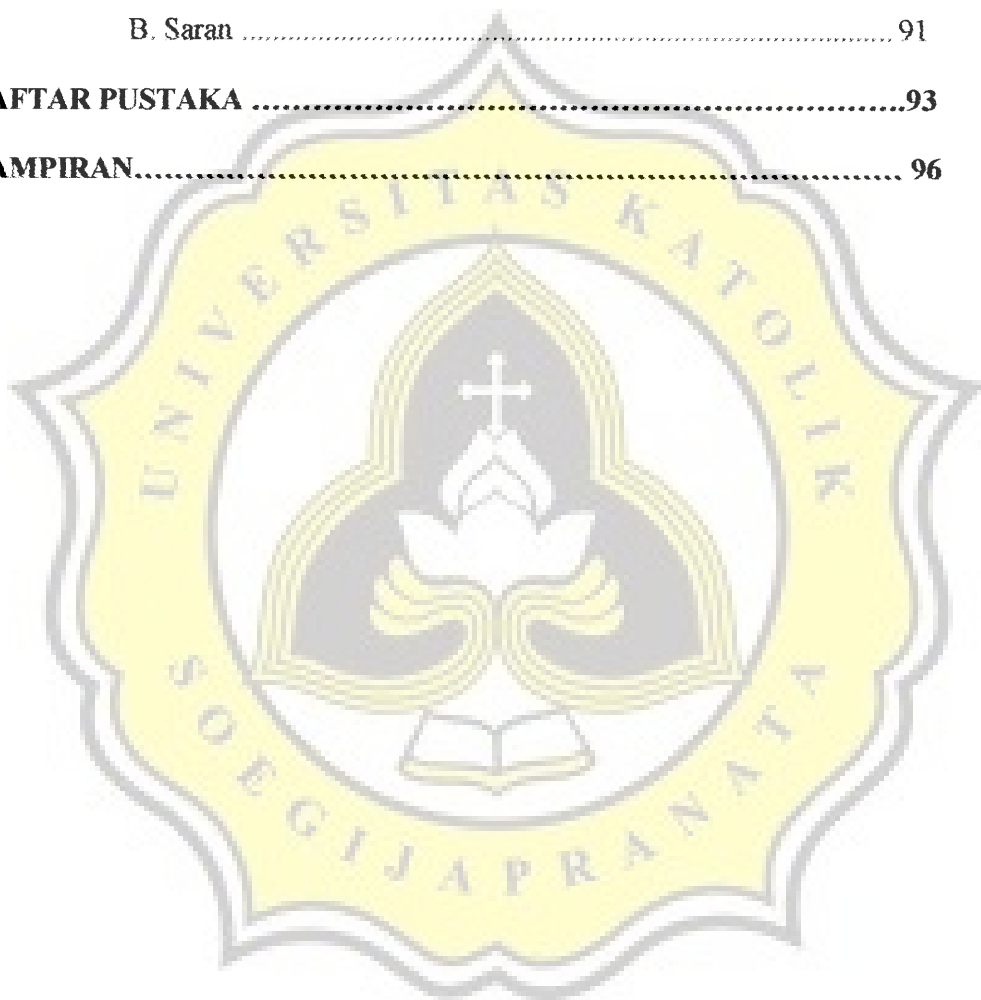 B. Saran ........................................................................ 91
AFTAR PUSTAKA ........................................................................93
AMPIRAN........................................................................ 96
UNIVERSITAS KATOLIK
SOEGIJAPRANATA